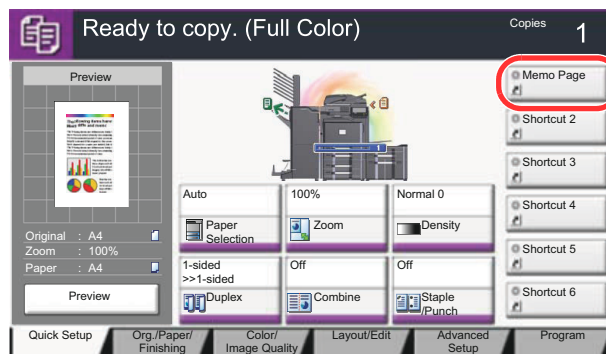 Ready to copy. (Full Color)
Copies
1
Preview
Original : A4
Zoom : 100%
Paper : A4
Preview
1
Auto
Paper
Selection
100%
Zoom
Normal 0
Density
1-sided
>>1-sided
Duplex
Off
Combine
Off
Staple
/Punch
Memo Page
Shortcut 2
Shortcut 3
Shortcut 4
Shortcut 5
Shortcut 6
Quick Setup
Org./Paper/
Finishing
Color/
Image Quality
Layout/Edit
Advanced
Setup
Program